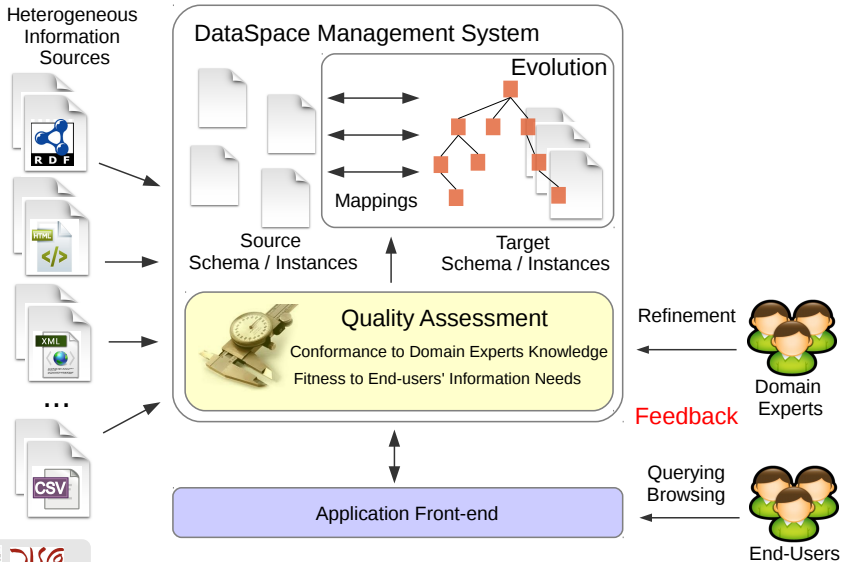 Heterogeneous
Information
Sources
DataSpace Management System
Evolution
RDF
HTML
</>
XML
...
CSV
Mappings
Source
Schema / Instances
Target
Schema / Instances
Quality Assessment
Conformance to Domain Experts Knowledge
Fitness to End-users' Information Needs
Refinement
Domain
Experts
Feedback
Querying
Browsing
End-Users
Application Front-end